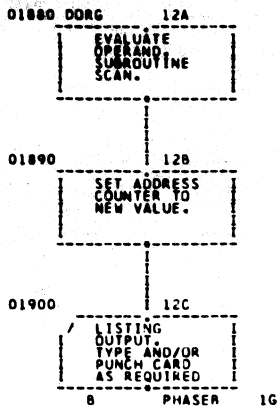 01880 DORG 12A
EVALUATE
OPERAND.
SUBROUTINE
SCAN.
01890 12B
SET ADDRESS
COUNTER TO
NEW VALUE.
01900 12C
/ LISTING
OUTPUT.
TYPE AND/OR
PUNCH CARD
AS REQUIRED
B PHASER 1G